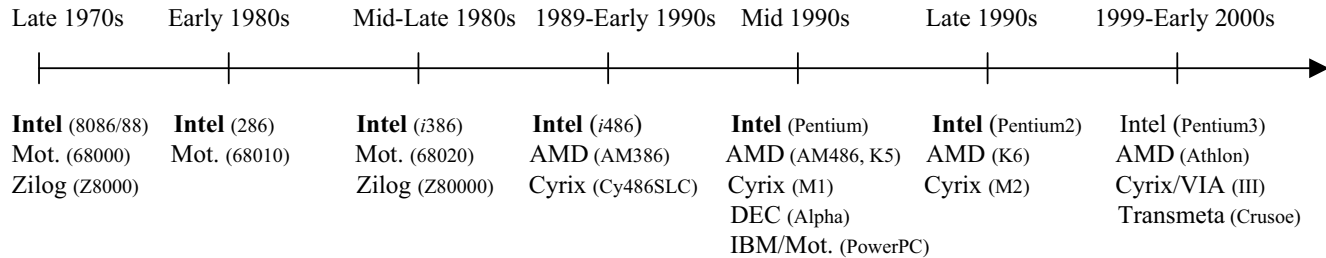 Late 1970s Early 1980s Mid-Late 1980s 1989-Early 1990s Mid 1990s Late 1990s 1999-Early 2000s
Intel (8086/88) Intel (286) Intel (i386) Intel (i486) Intel (Pentium) Intel (Pentium2) Intel (Pentium3)
Mot. (68000) Mot. (68010) Mot. (68020) AMD (AM386) AMD (AM486, K5) AMD (K6) AMD (Athlon)
Zilog (Z8000) Zilog (Z80000) Cyrix (Cy486SLC) Cyrix (M1) Cyrix (M2) Cyrix/VIA (III)
DEC (Alpha) Transmeta (Crusoe)
IBM/Mot. (PowerPC)